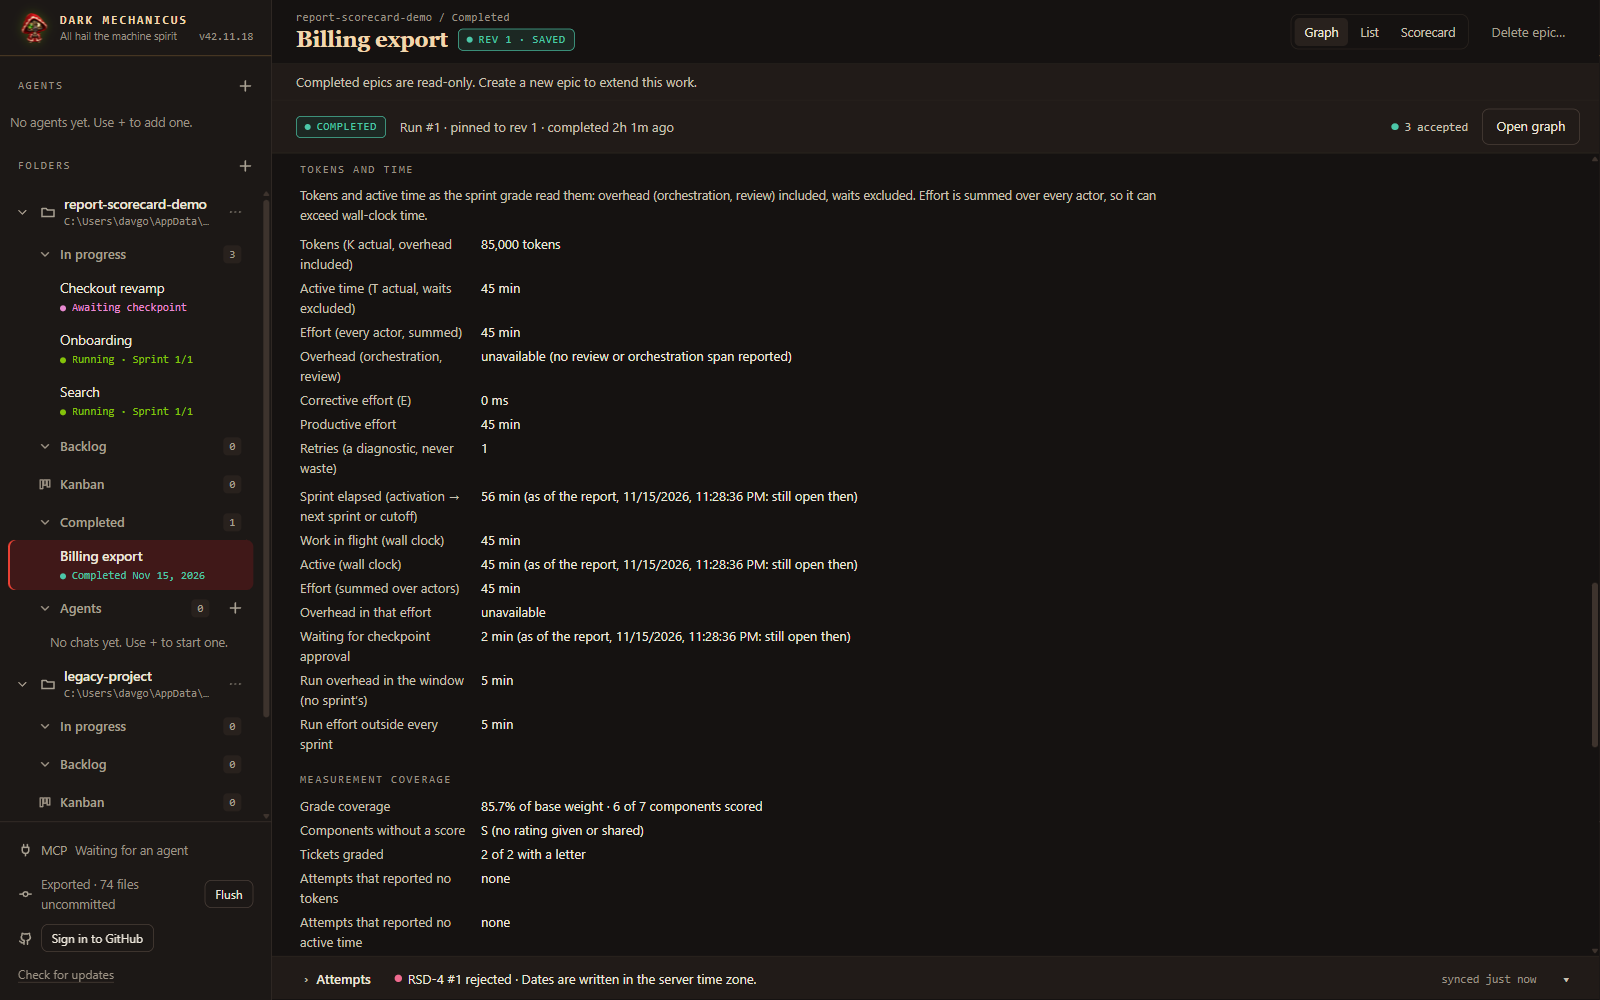 DARK MECHANICUS
All hail the machine spirit v42.11.18
AGENTS
No agents yet. Use + to add one.
FOLDERS
report-scorecard-demo
C:\Users\davgo\AppData\…
In progress 3
Checkout revamp
Awaiting checkpoint
Onboarding
Running · Sprint 1/1
Search
Running · Sprint 1/1
Backlog 0
Kanban 0
Completed 1
Billing export
Completed Nov 15, 2026
Agents 0
No chats yet. Use + to start one.
legacy-project
C:\Users\davgo\AppData\…
In progress 0
Backlog 0
Kanban 0
MCP Waiting for an agent
Exported · 74 files
uncommitted
Flush
Sign in to GitHub
Check for updates
report-scorecard-demo / Completed
Billing export REV 1 · SAVED
Graph List Scorecard Delete epic…
Completed epics are read-only. Create a new epic to extend this work.
COMPLETED Run #1 · pinned to rev 1 · completed 2h 1m ago 3 accepted Open graph
TOKENS AND TIME
Tokens and active time as the sprint grade read them: overhead (orchestration, review) included, waits excluded. Effort is summed over every actor, so it can
exceed wall-clock time.
Tokens (K actual, overhead 85,000 tokens
included)
Active time (T actual, waits 45 min
excluded)
Effort (every actor, summed) 45 min
Overhead (orchestration, unavailable (no review or orchestration span reported)
review)
Corrective effort (E) 0 ms
Productive effort 45 min
Retries (a diagnostic, never 1
waste)
Sprint elapsed (activation → 56 min (as of the report, 11/15/2026, 11:28:36 PM: still open then)
next sprint or cutoff)
Work in flight (wall clock) 45 min
Active (wall clock) 45 min (as of the report, 11/15/2026, 11:28:36 PM: still open then)
Effort (summed over actors) 45 min
Overhead in that effort unavailable
Waiting for checkpoint 2 min (as of the report, 11/15/2026, 11:28:36 PM: still open then)
approval
Run overhead in the window 5 min
(no sprint's)
Run effort outside every 5 min
sprint
MEASUREMENT COVERAGE
Grade coverage 85.7% of base weight · 6 of 7 components scored
Components without a score S (no rating given or shared)
Tickets graded 2 of 2 with a letter
Attempts that reported no none
tokens
Attempts that reported no none
active time
Attempts RSD-4 #1 rejected · Dates are written in the server time zone. synced just now